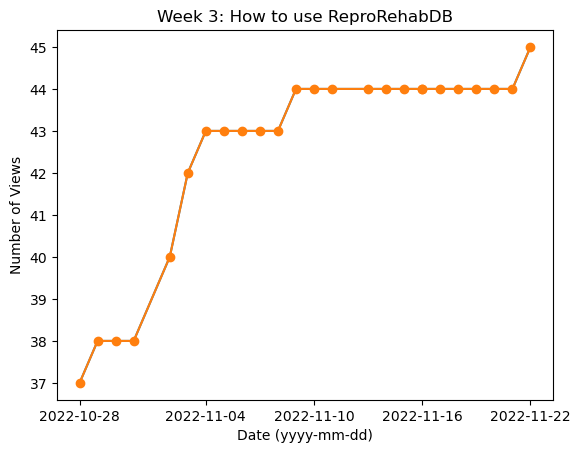 Week 3: How to use ReproRehabDB
Number of Views
45
44
43
42
41
40
39
38
37
2022-10-28 2022-11-04 2022-11-10 2022-11-16 2022-11-22
Date (yyyy-mm-dd)